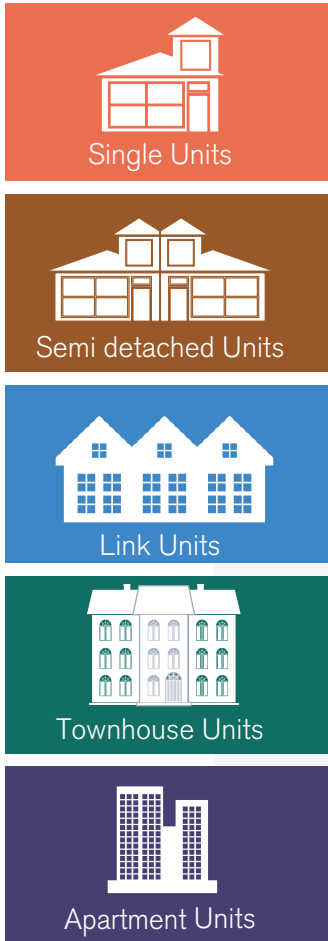 Single Units
Semi detached Units
Link Units
Townhouse Units
Apartment Units